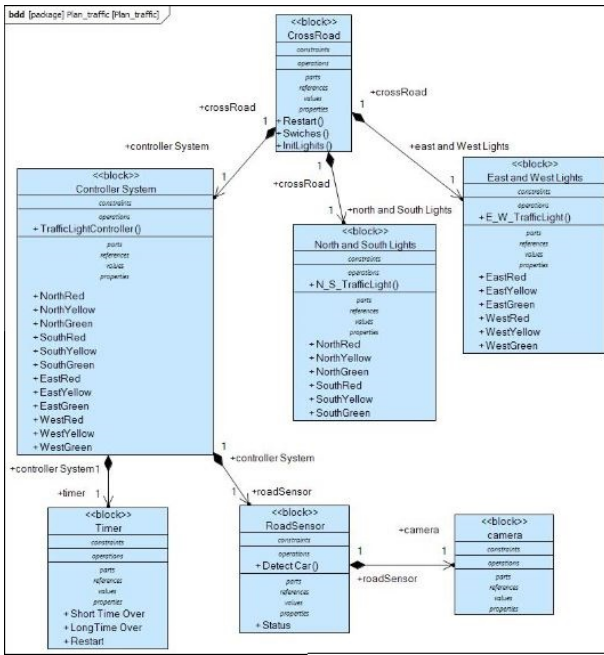 bdd [package] Plan_traffic [Plan_traffic]
<<block>>
CrossRoad
constraints
operations
parts
references
values
properties
+Restart()
+Swiches()
+InitLighits()
+crossRoad
1
+controller System
1
+crossRoad
1
+north and South Lights
1
+crossRoad
1
+east and West Lights
1
<<block>>
Controller System
constraints
operations
+TrafficLightController()
parts
references
values
properties
+NorthRed
+NorthYellow
+NorthGreen
+SouthRed
+SouthYellow
+SouthGreen
+EastRed
+EastYellow
+EastGreen
+WestRed
+WestYellow
+WestGreen
<<block>>
North and South Lights
constraints
operations
+N_S_TrafficLight()
parts
references
values
properties
+NorthRed
+NorthYellow
+NorthGreen
+SouthRed
+SouthYellow
+SouthGreen
<<block>>
East and West Lights
constraints
operations
+E_W_TrafficLight()
parts
references
values
properties
+EastRed
+EastYellow
+EastGreen
+WestRed
+WestYellow
+WestGreen
+controller System 1
+timer
1
1
+controller System
+roadSensor
1
<<block>>
Timer
constraints
operations
parts
references
values
properties
+Short Time Over
+LongTime Over
+Restart
<<block>>
RoadSensor
constraints
operations
+Detect Car()
parts
references
values
properties
+Status
+camera
1
1
+roadSensor
<<block>>
camera
constraints
operations
parts
references
values
properties